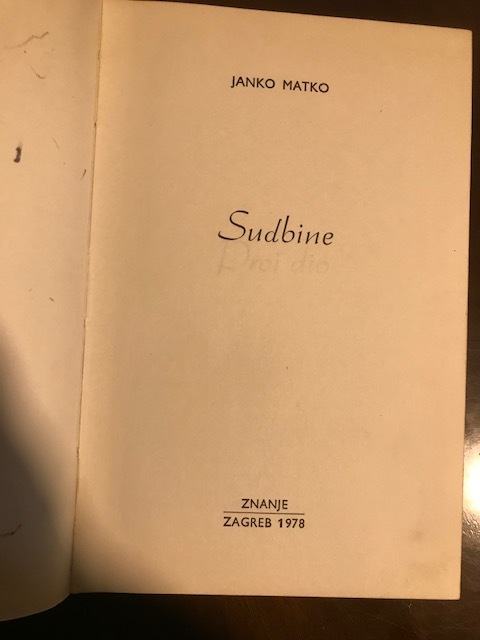 JANKO MATKO
Sudbine
Prvi dio
ZNANJE
ZAGREB 1978